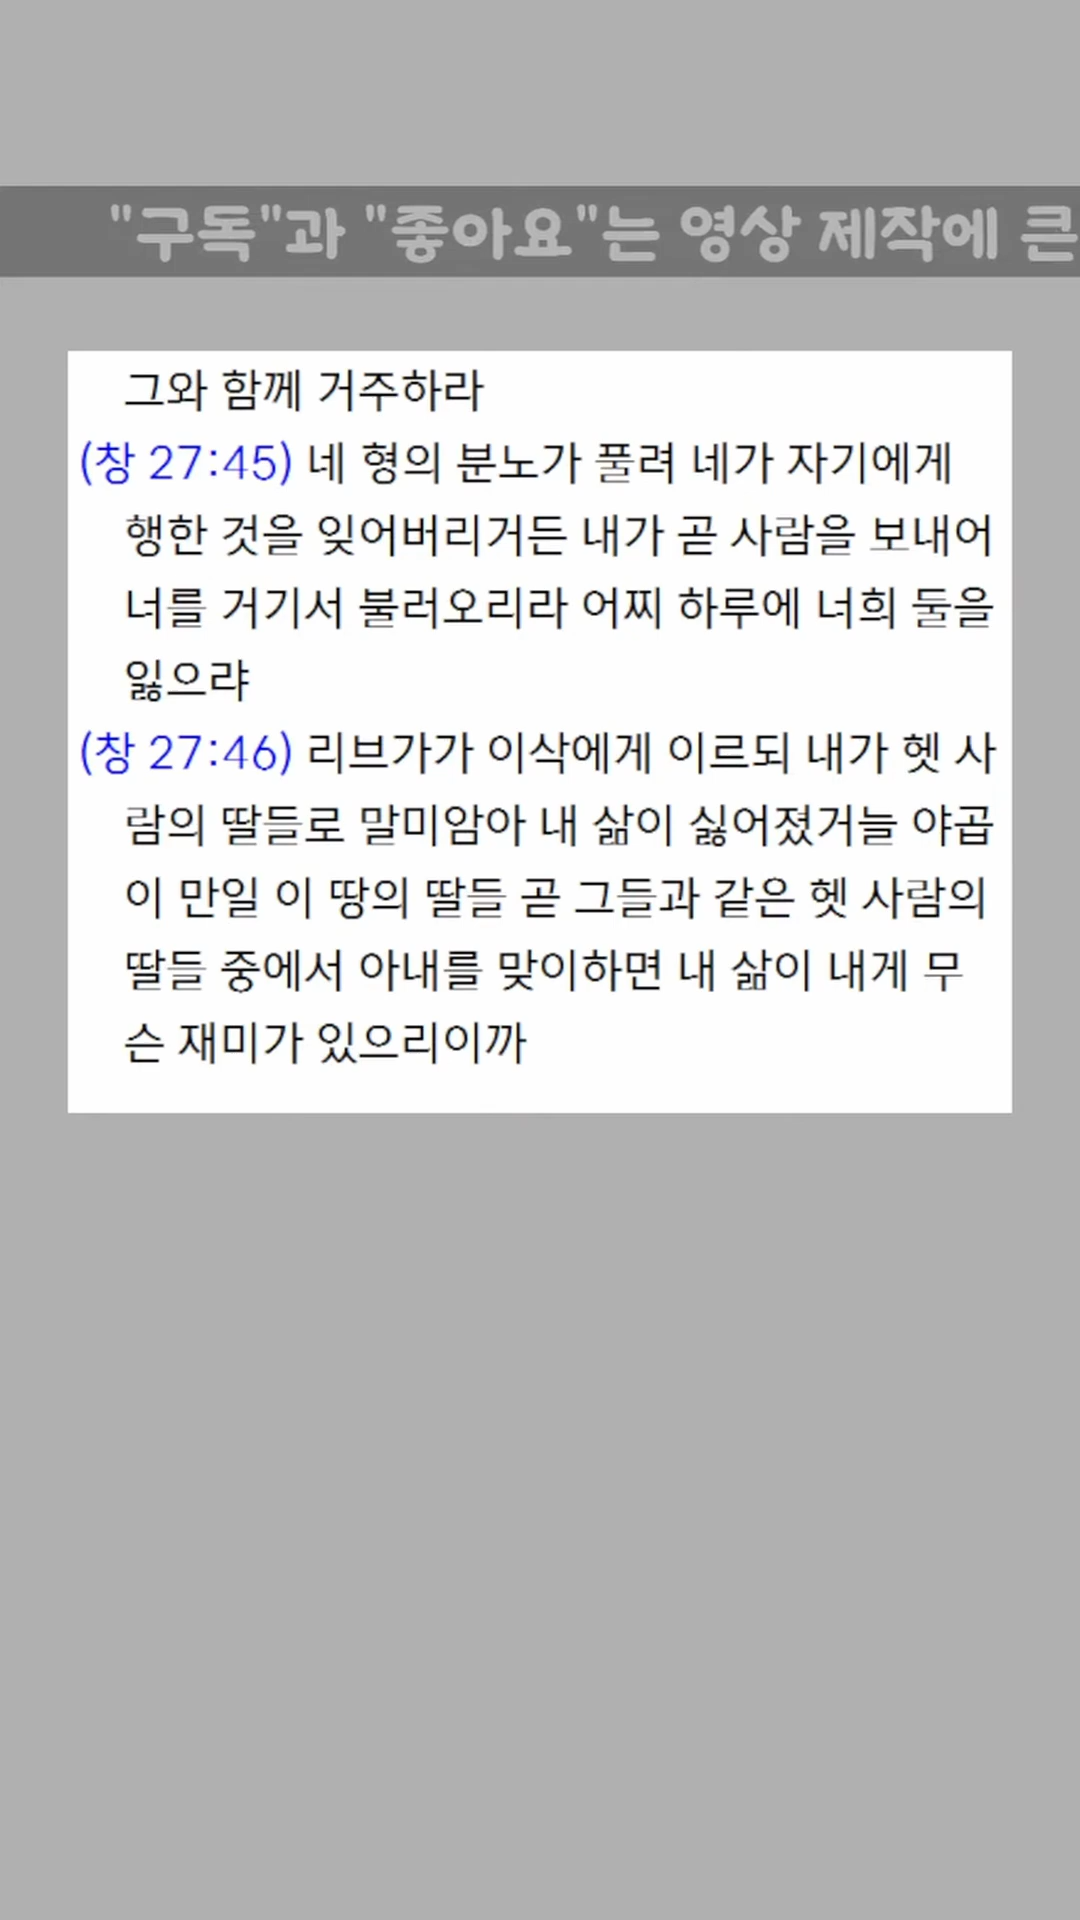 "구독"과 "좋아요"는 영상 제작에 큰
그와 함께 거주하라
(창 27:45) 네 형의 분노가 풀려 네가 자기에게
행한 것을 잊어버리거든 내가 곧 사람을 보내어
너를 거기서 불러오리라 어찌 하루에 너희 둘을
잃으랴
(창 27:46) 리브가가 이삭에게 이르되 내가 헷 사
람의 딸들로 말미암아 내 삶이 싫어졌거늘 야곱
이 만일 이 땅의 딸들 곧 그들과 같은 헷 사람의
딸들 중에서 아내를 맞이하면 내 삶이 내게 무
슨 재미가 있으리이까